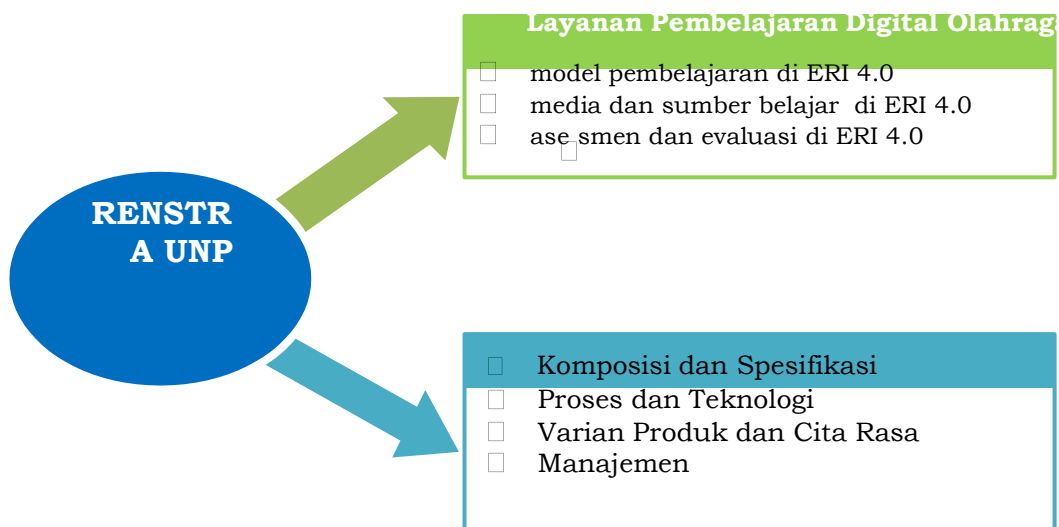 RENSTR
A UNP
Layanan Pembelajaran Digital Olahraga
model pembelajaran di ERI 4.0
media dan sumber belajar di ERI 4.0
ase smen dan evaluasi di ERI 4.0
Komposisi dan Spesifikasi
Proses dan Teknologi
Varian Produk dan Cita Rasa
Manajemen